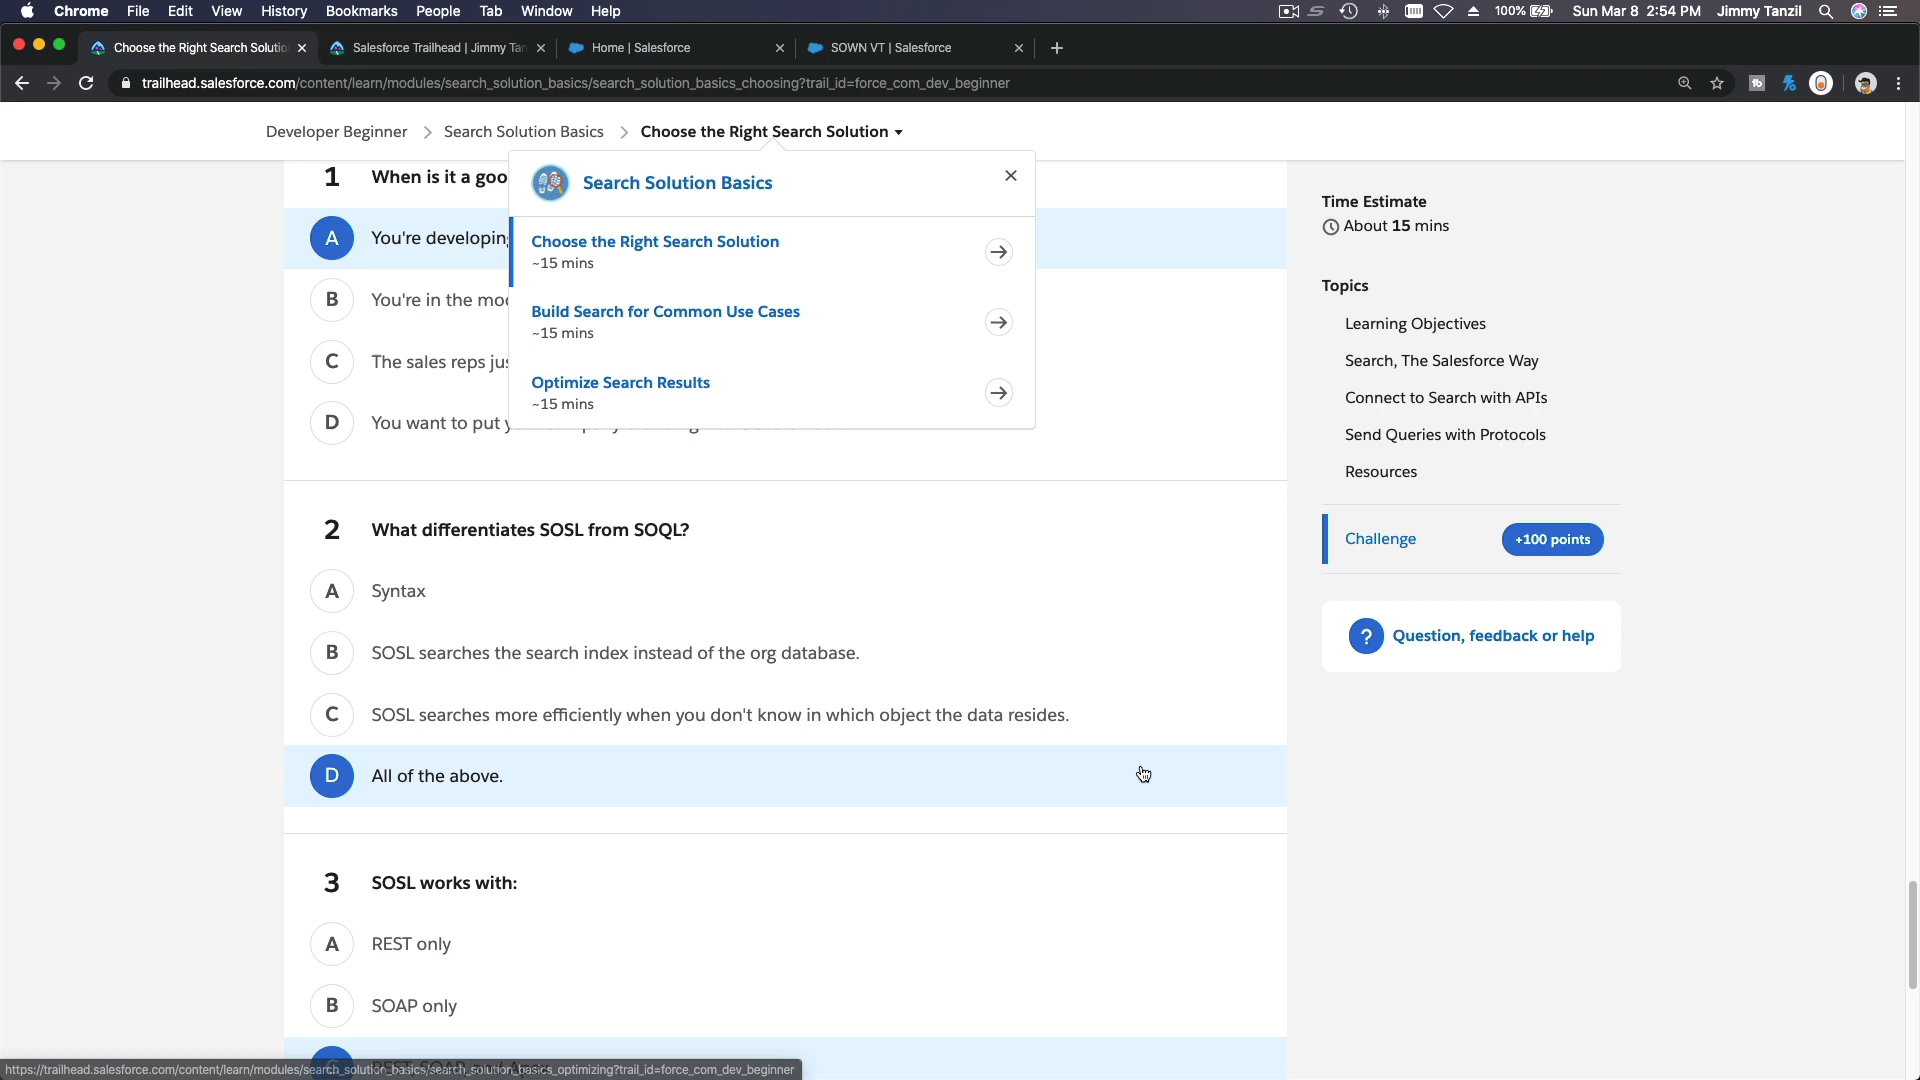 Chrome File Edit View History Bookmarks People Tab Window Help 100% Sun Mar 8 2:54 PM Jimmy Tanzil
Choose the Right Search Solutio Salesforce Trailhead | Jimmy Tan Home | Salesforce SOWN VT | Salesforce
trailhead.salesforce.com/content/learn/modules/search_solution_basics/search_solution_basics_choosing?trail_id=force_com_dev_beginner
Developer Beginner Search Solution Basics Choose the Right Search Solution
1 When is it a goo
A You're developing
B You're in the mo
C The sales reps jus
D You want to put
Search Solution Basics
Choose the Right Search Solution
~15 mins
Build Search for Common Use Cases
~15 mins
Optimize Search Results
~15 mins
2 What differentiates SOSL from SOQL?
A Syntax
B SOSL searches the search index instead of the org database.
C SOSL searches more efficiently when you don't know in which object the data resides.
D All of the above.
3 SOSL works with:
A REST only
B SOAP only
Time Estimate
About 15 mins
Topics
Learning Objectives
Search, The Salesforce Way
Connect to Search with APIs
Send Queries with Protocols
Resources
Challenge +100 points
? Question, feedback or help
https://trailhead.salesforce.com/content/learn/modules/search_solution_basics/search_solution_basics_optimizing?trail_id=force_com_dev_beginner